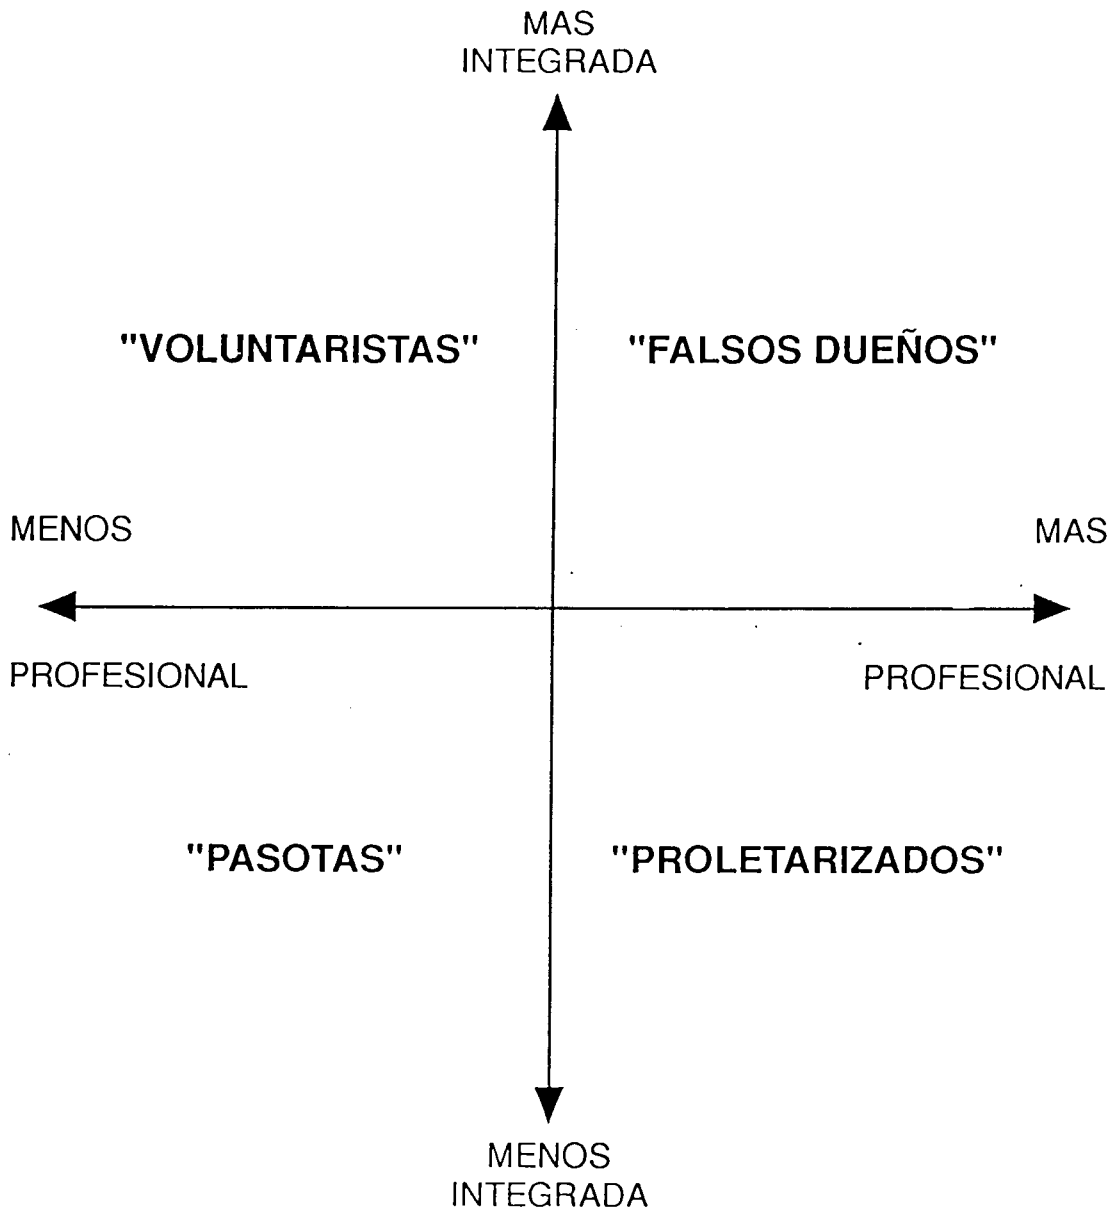 MAS
INTEGRADA
"VOLUNTARISTAS"
"FALSOS DUEÑOS"
MENOS
MAS
PROFESIONAL
PROFESIONAL
"PASOTAS"
"PROLETARIZADOS"
MENOS
INTEGRADA